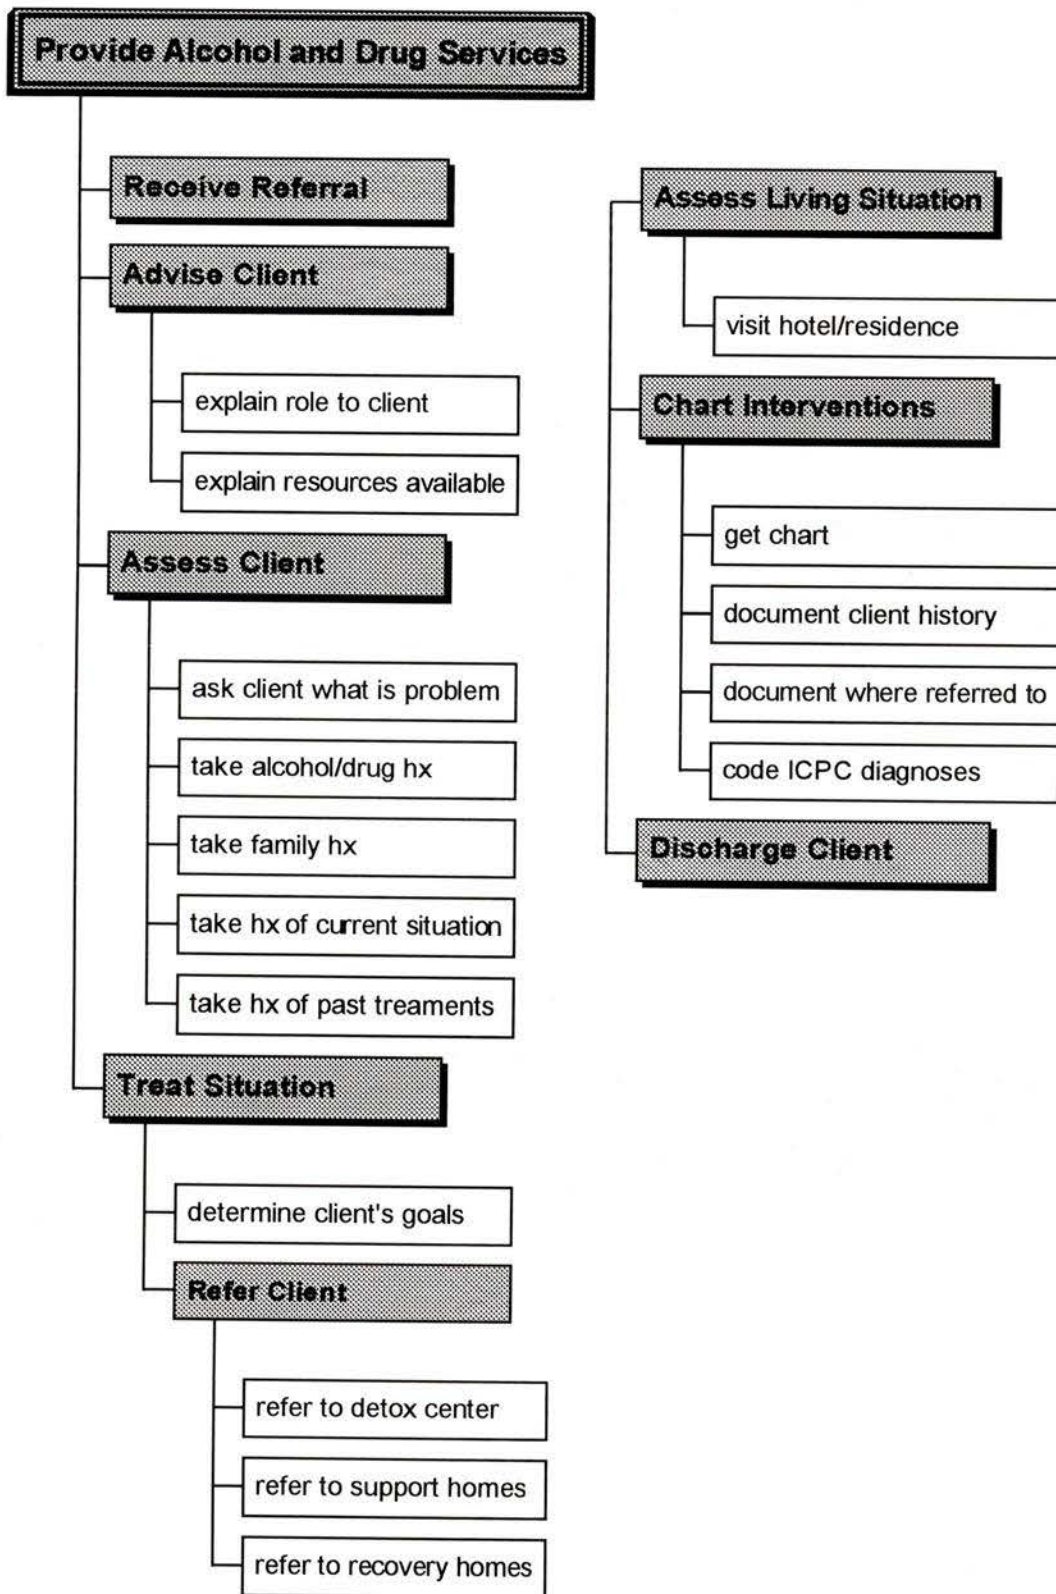 Provide Alcohol and Drug Services
Receive Referral
Advise Client
explain role to client
explain resources available
Assess Client
ask client what is problem
take alcohol/drug hx
take family hx
take hx of current situation
take hx of past treaments
Treat Situation
determine client's goals
Refer Client
refer to detox center
refer to support homes
refer to recovery homes
Assess Living Situation
visit hotel/residence
Chart Interventions
get chart
document client history
document where referred to
code ICPC diagnoses
Discharge Client